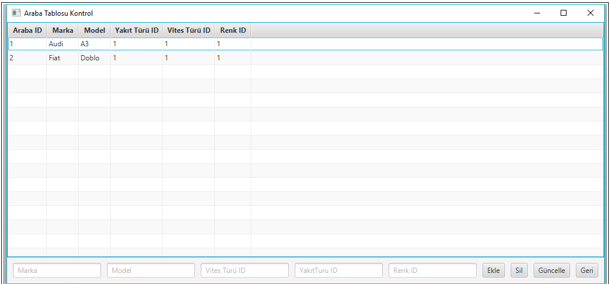 Araba Tablosu Kontrol
Araba ID Marka Model Yakıt Türü ID Vites Türü ID Renk ID
1 Audi A3 1 1 1
2 Fiat Doblo 1 1 1
Marka Model Vites Türü ID YakıtTuru ID Renk ID Ekle Sil Güncelle Geri